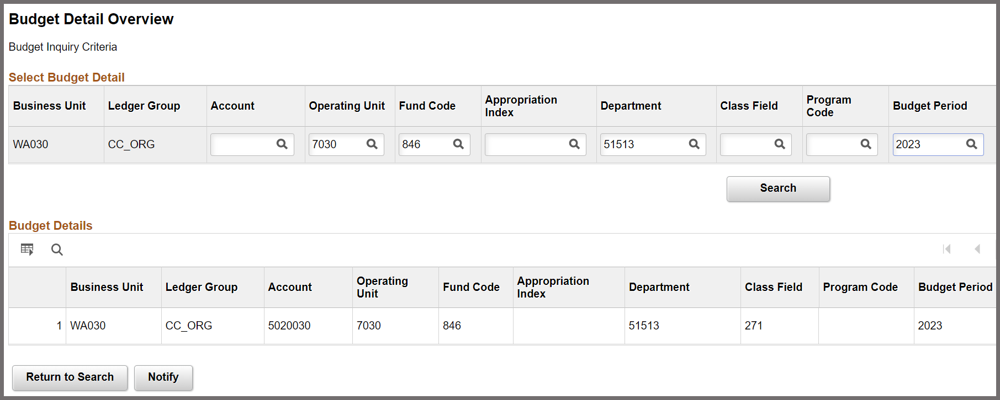 Budget Detail Overview
Budget Inquiry Criteria
Select Budget Detail
Business Unit Ledger Group Account Operating Unit Fund Code Appropriation Index Department Class Field Program Code Budget Period
WA030 CC_ORG 7030 846 51513 2023
Search
Budget Details
Business Unit Ledger Group Account Operating Unit Fund Code Appropriation Index Department Class Field Program Code Budget Period
1 WA030 CC_ORG 5020030 7030 846 51513 271 2023
Return to Search Notify